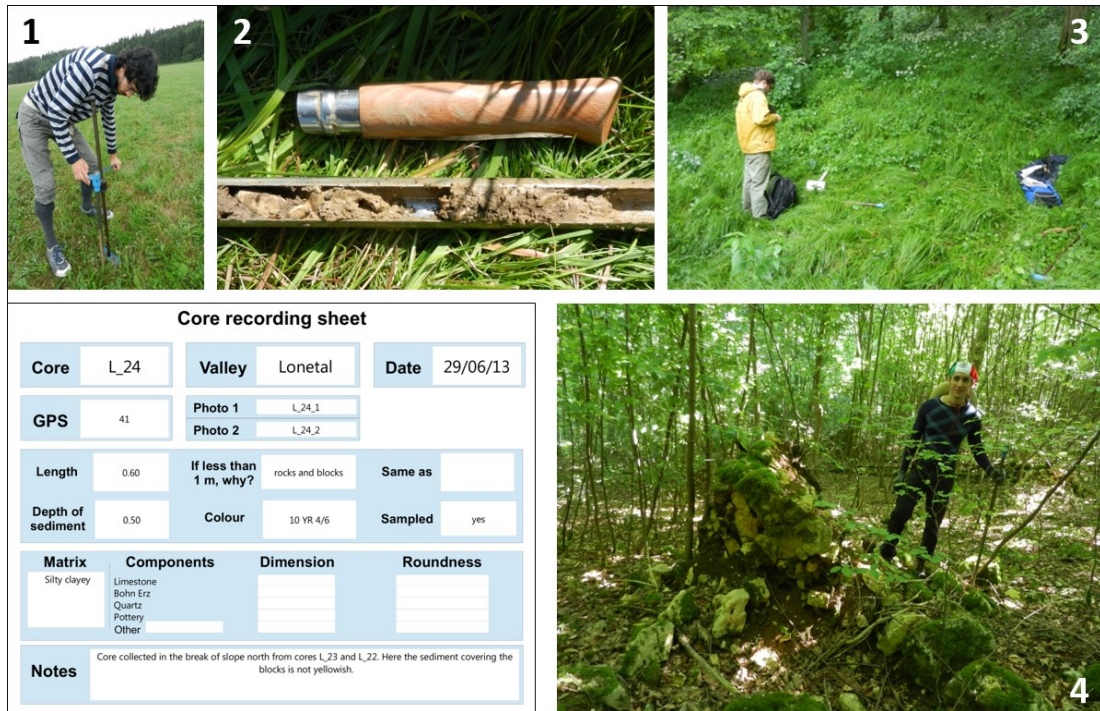 1
2
3
Core recording sheet
Core L_24 Valley Lonetal Date 29/06/13
GPS 41 Photo 1 L_24_1
Photo 2 L_24_2
Length 0.60 If less than 1 m, why? rocks and blocks Same as
Depth of sediment 0.50 Colour 10 YR 4/6 Sampled yes
Matrix Components Dimension Roundness
Silty clayey
Limestone
Bohn Erz
Quartz
Pottery
Other
Notes
Core collected in the break of slope north from cores L_23 and L_22. Here the sediment covering the
blocks is not yellowish.
4